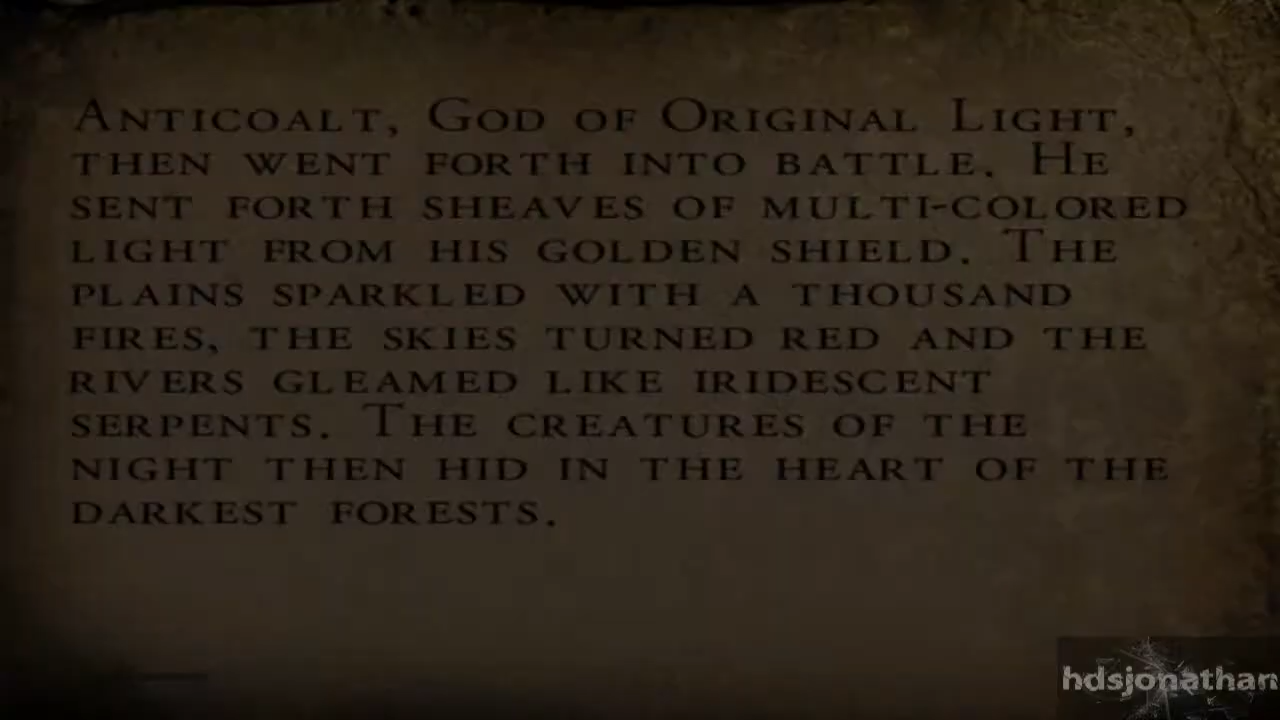 Anticoalt, God of Original Light,
then went forth into battle. He
sent forth sheaves of multi-colored
light from his golden shield. The
plains sparkled with a thousand
fires, the skies turned red and the
rivers gleamed like iridescent
serpents. The creatures of the
night then hid in the heart of the
darkest forests.
hdsjonathan